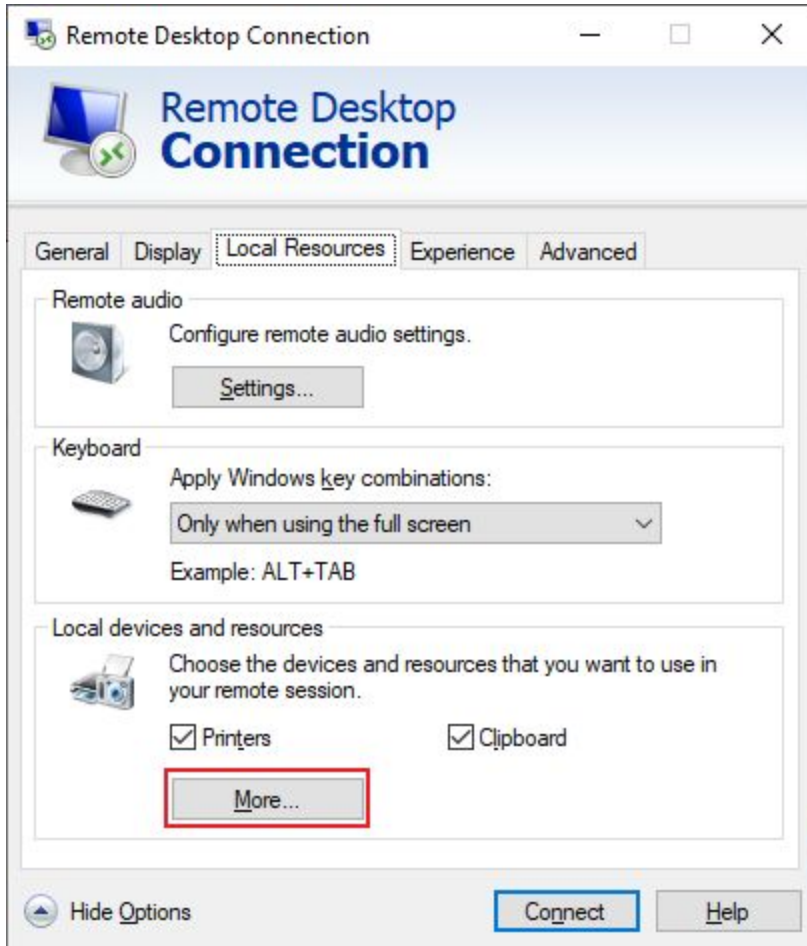 Remote Desktop Connection
Remote Desktop
Connection
General Display Local Resources Experience Advanced
Remote audio
Configure remote audio settings.
Settings...
Keyboard
Apply Windows key combinations:
Only when using the full screen
Example: ALT+TAB
Local devices and resources
Choose the devices and resources that you want to use in
your remote session.
Printers Clipboard
More...
Hide Options Connect Help